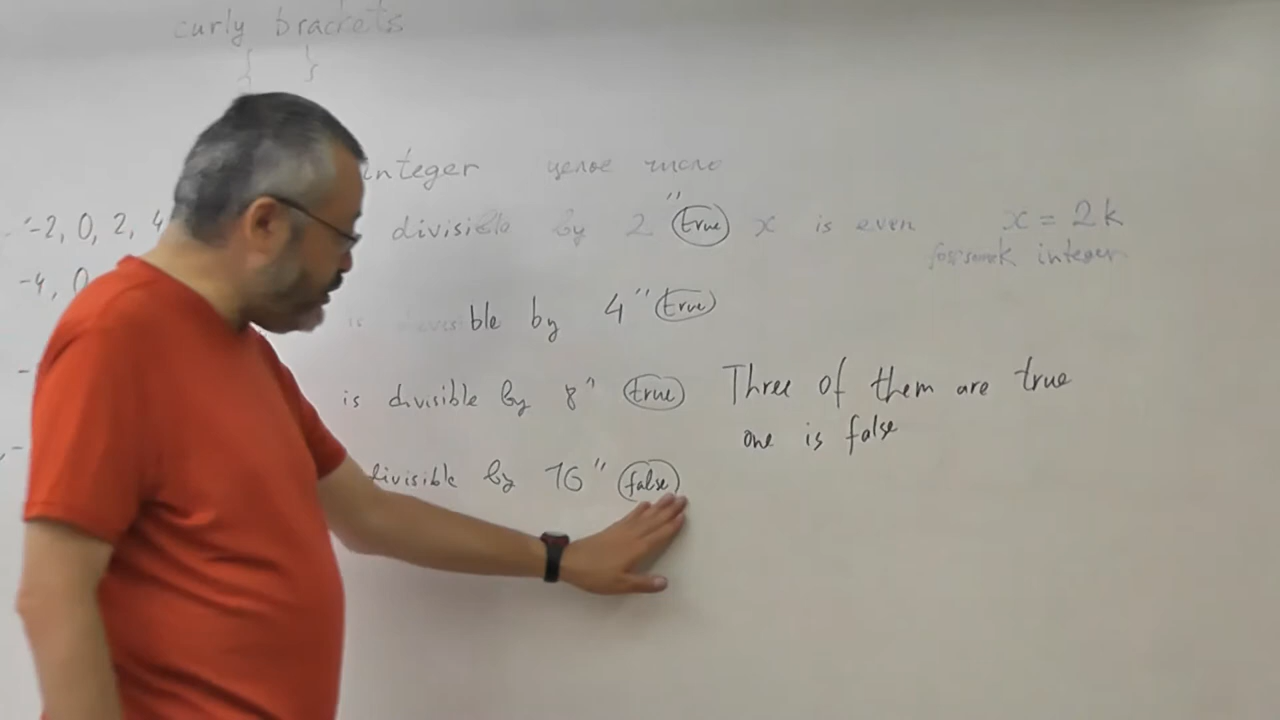 curly brackets
{ }
integer целое число
-2, 0, 2, 4 divisible by 2" true x is even x = 2k
for some k integer
-4, 0 is divisible by 4" true
is divisible by 8" true Three of them are true
one is false
divisible by 16" false